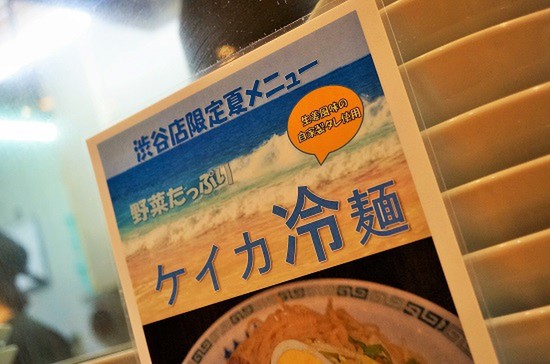 渋谷店限定夏メニュー
生姜風味の
自家製タレ使用
野菜たっぷり
ケイカ冷麺